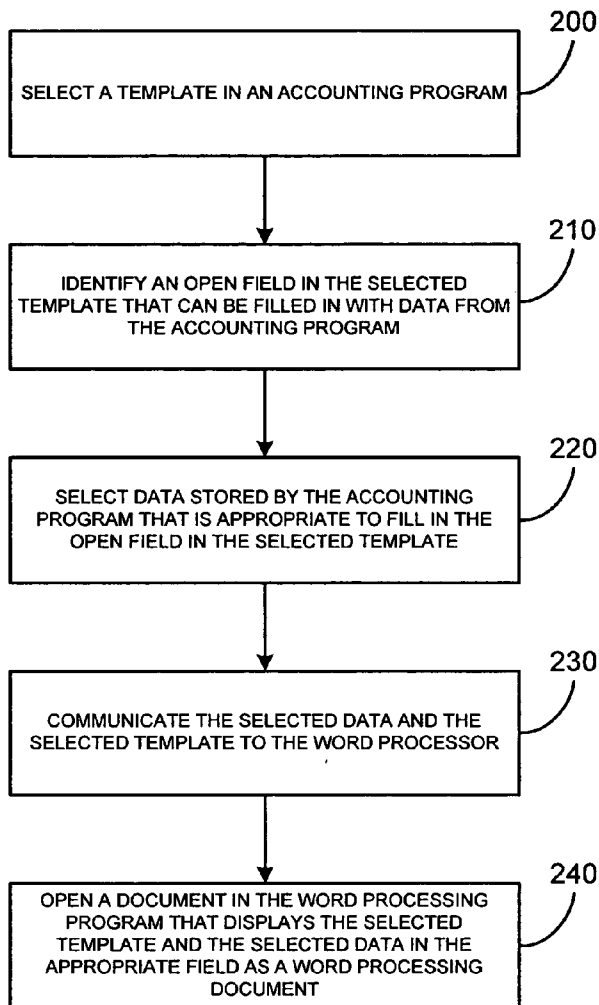 200
SELECT A TEMPLATE IN AN ACCOUNTING PROGRAM
210
IDENTIFY AN OPEN FIELD IN THE SELECTED
TEMPLATE THAT CAN BE FILLED IN WITH DATA FROM
THE ACCOUNTING PROGRAM
220
SELECT DATA STORED BY THE ACCOUNTING
PROGRAM THAT IS APPROPRIATE TO FILL IN THE
OPEN FIELD IN THE SELECTED TEMPLATE
230
COMMUNICATE THE SELECTED DATA AND THE
SELECTED TEMPLATE TO THE WORD PROCESSOR
240
OPEN A DOCUMENT IN THE WORD PROCESSING
PROGRAM THAT DISPLAYS THE SELECTED
TEMPLATE AND THE SELECTED DATA IN THE
APPROPRIATE FIELD AS A WORD PROCESSING
DOCUMENT